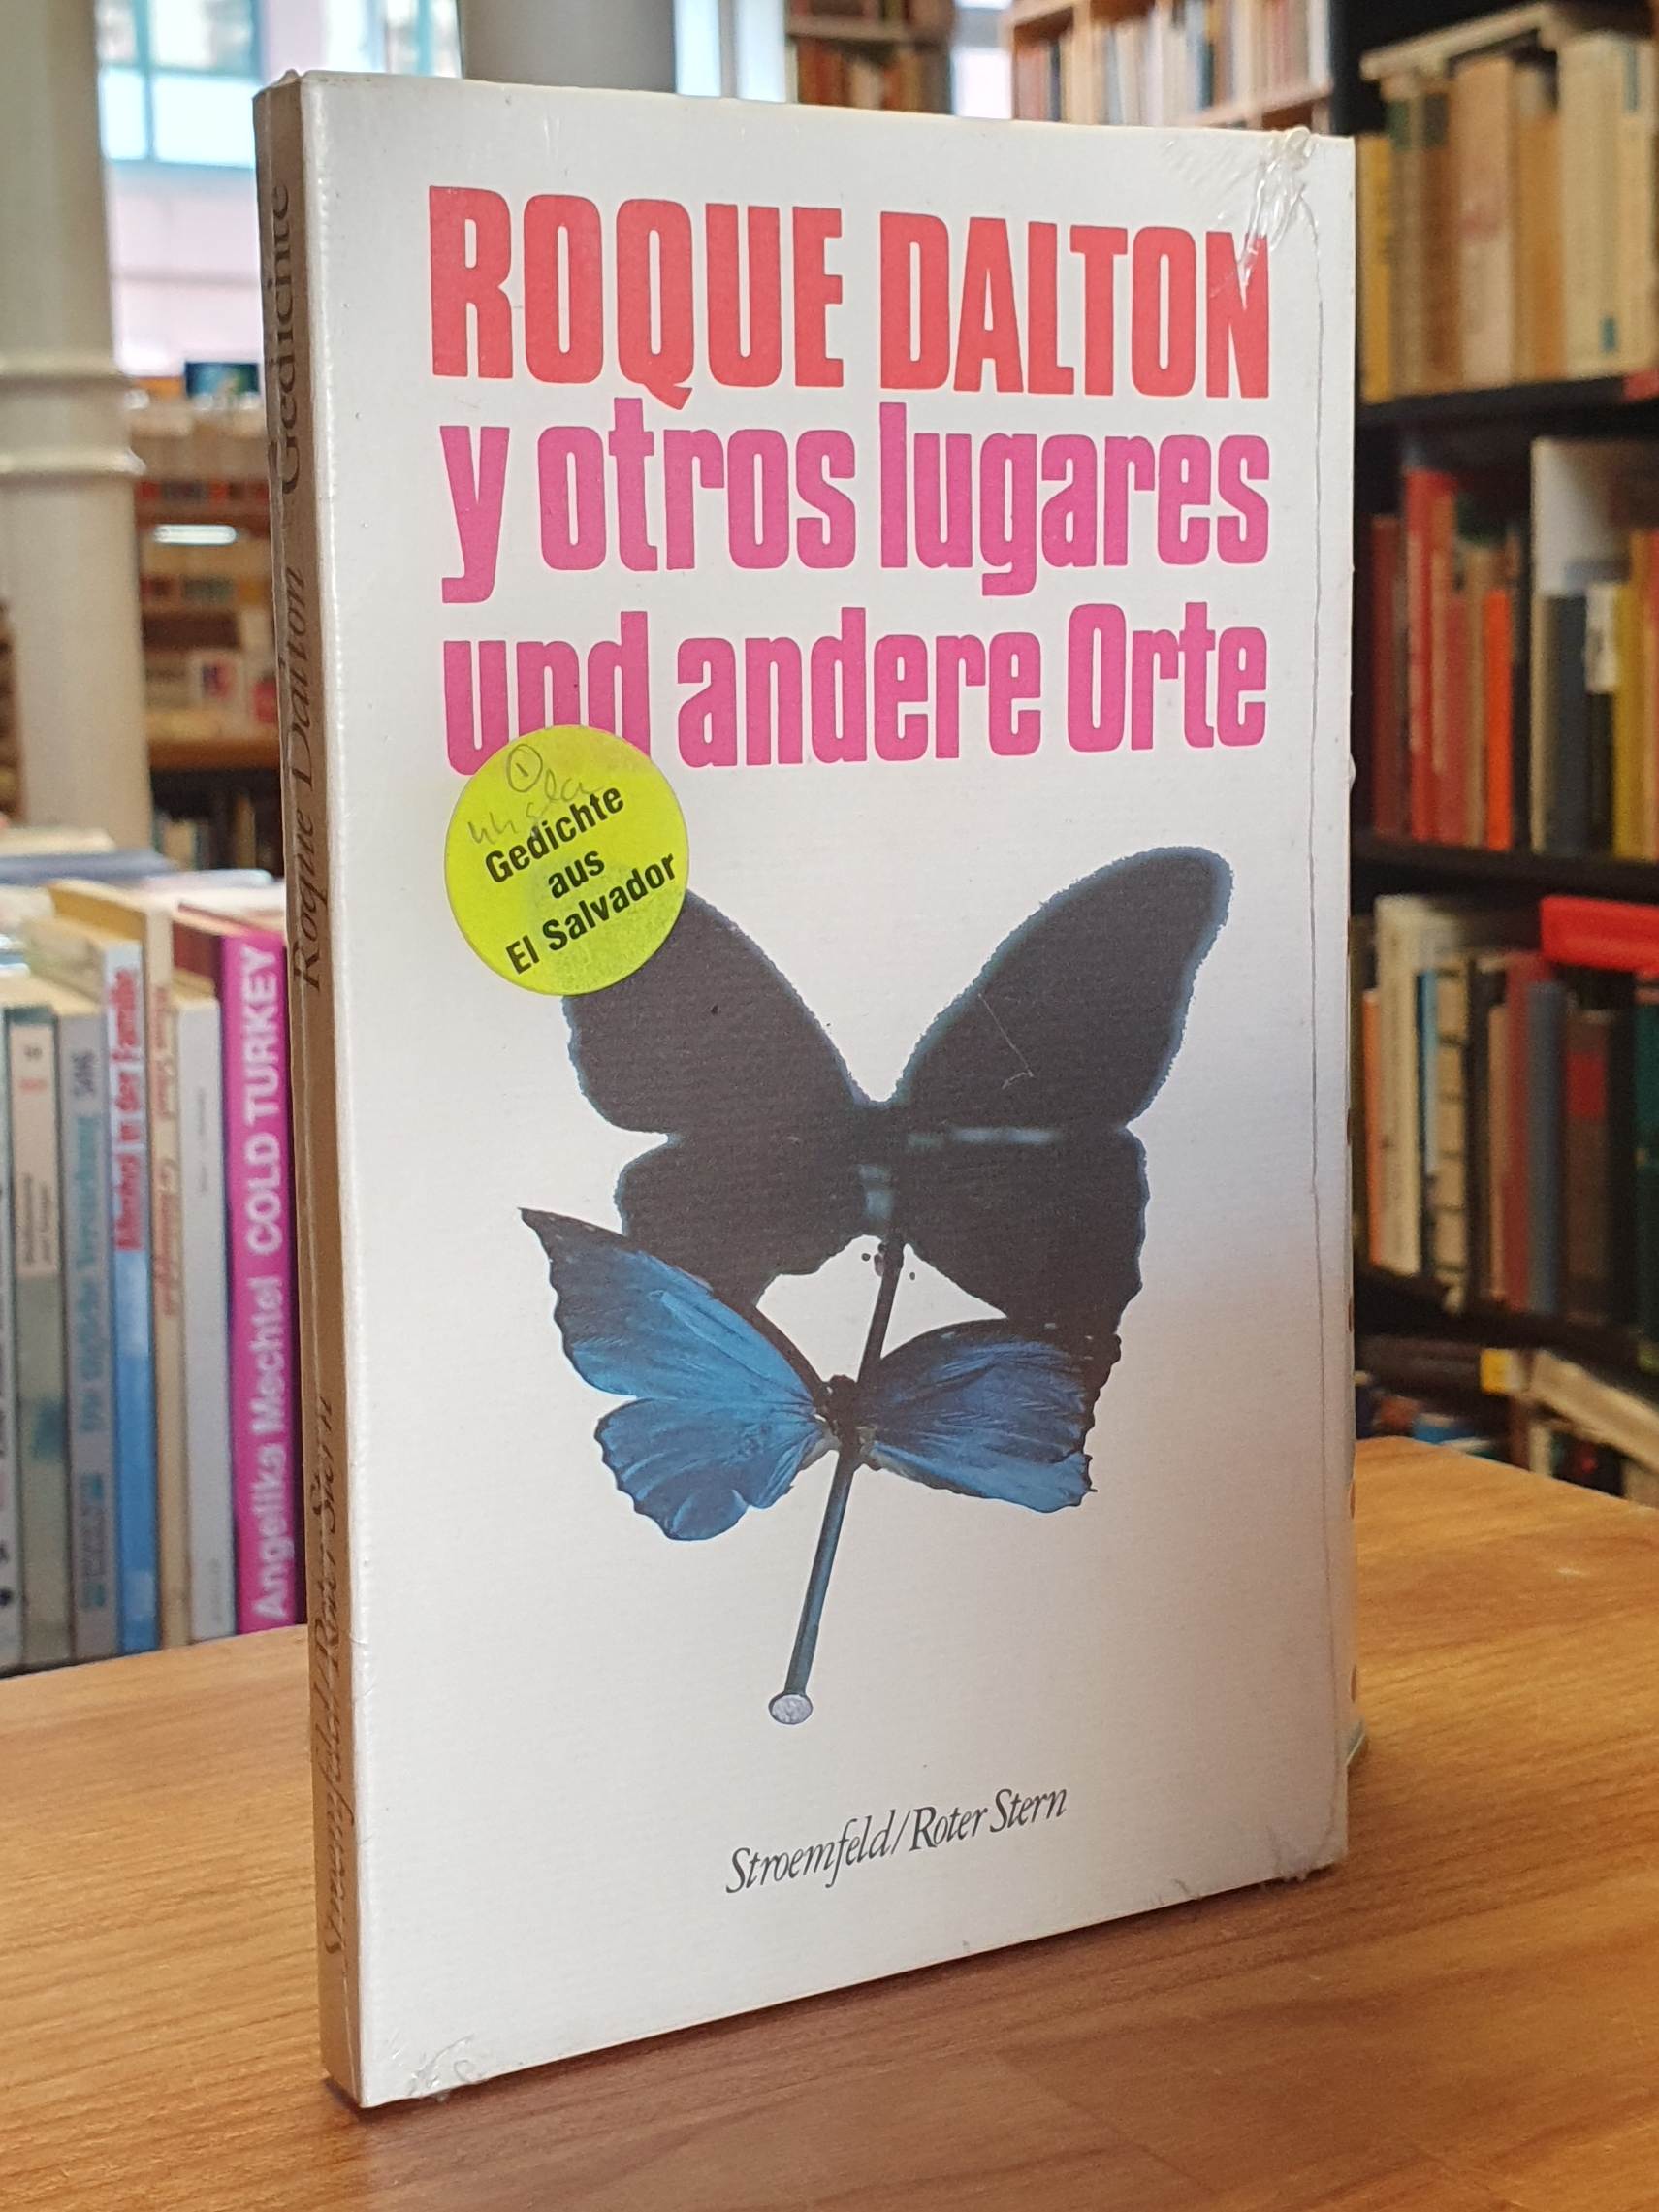 ROQUE DALTON
y otros lugares
und andere Orte
Gedichte
aus
El Salvador
Stroemfeld/Roter Stern
Stroemfeld/Roter Stern Roque Dalton Gedichte
Angelika Mechtel COLD TURKEY